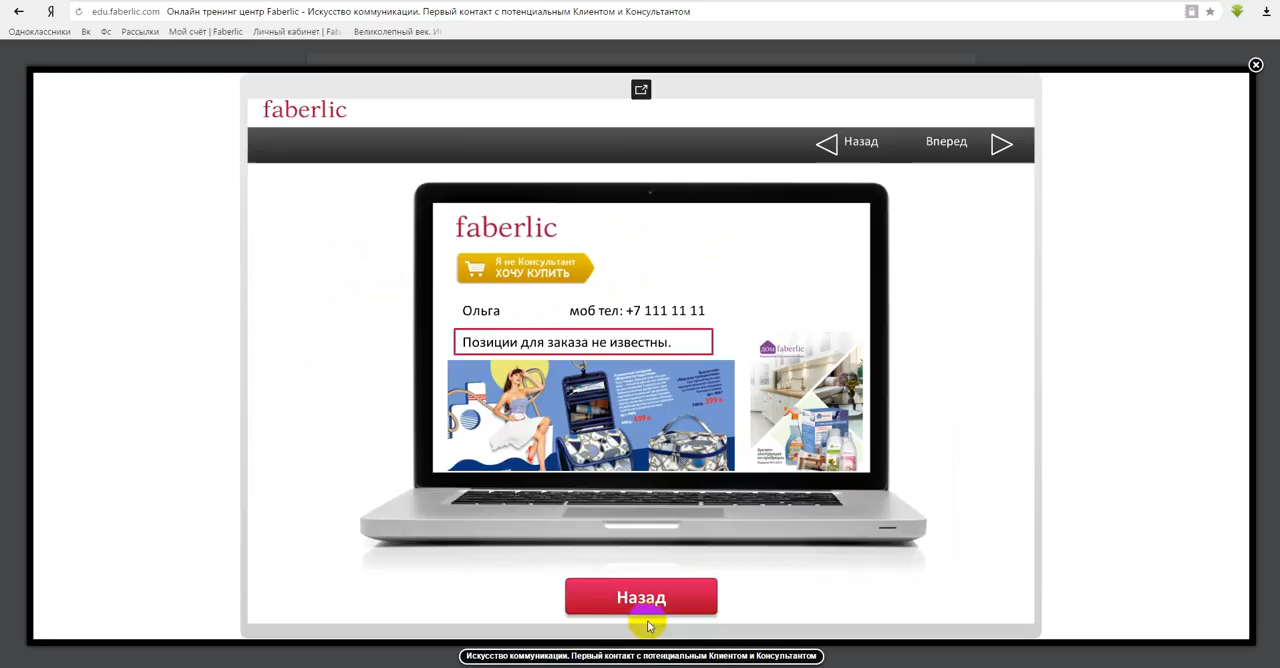 edu.faberlic.com Онлайн тренинг центр Faberlic - Искусство коммуникации. Первый контакт с потенциальным Клиентом и Консультантом
Одноклассники Вк Фс Рассылки Мой счёт | Faberlic Личный кабинет | Fab Великолепный век. И
faberlic
Назад Вперед
faberlic
Я не Консультант
ХОЧУ КУПИТЬ
Ольга моб тел: +7 111 11 11
Позиции для заказа не известны.
дом faberlic
Назад
Искусство коммуникации. Первый контакт с потенциальным Клиентом и Консультантом